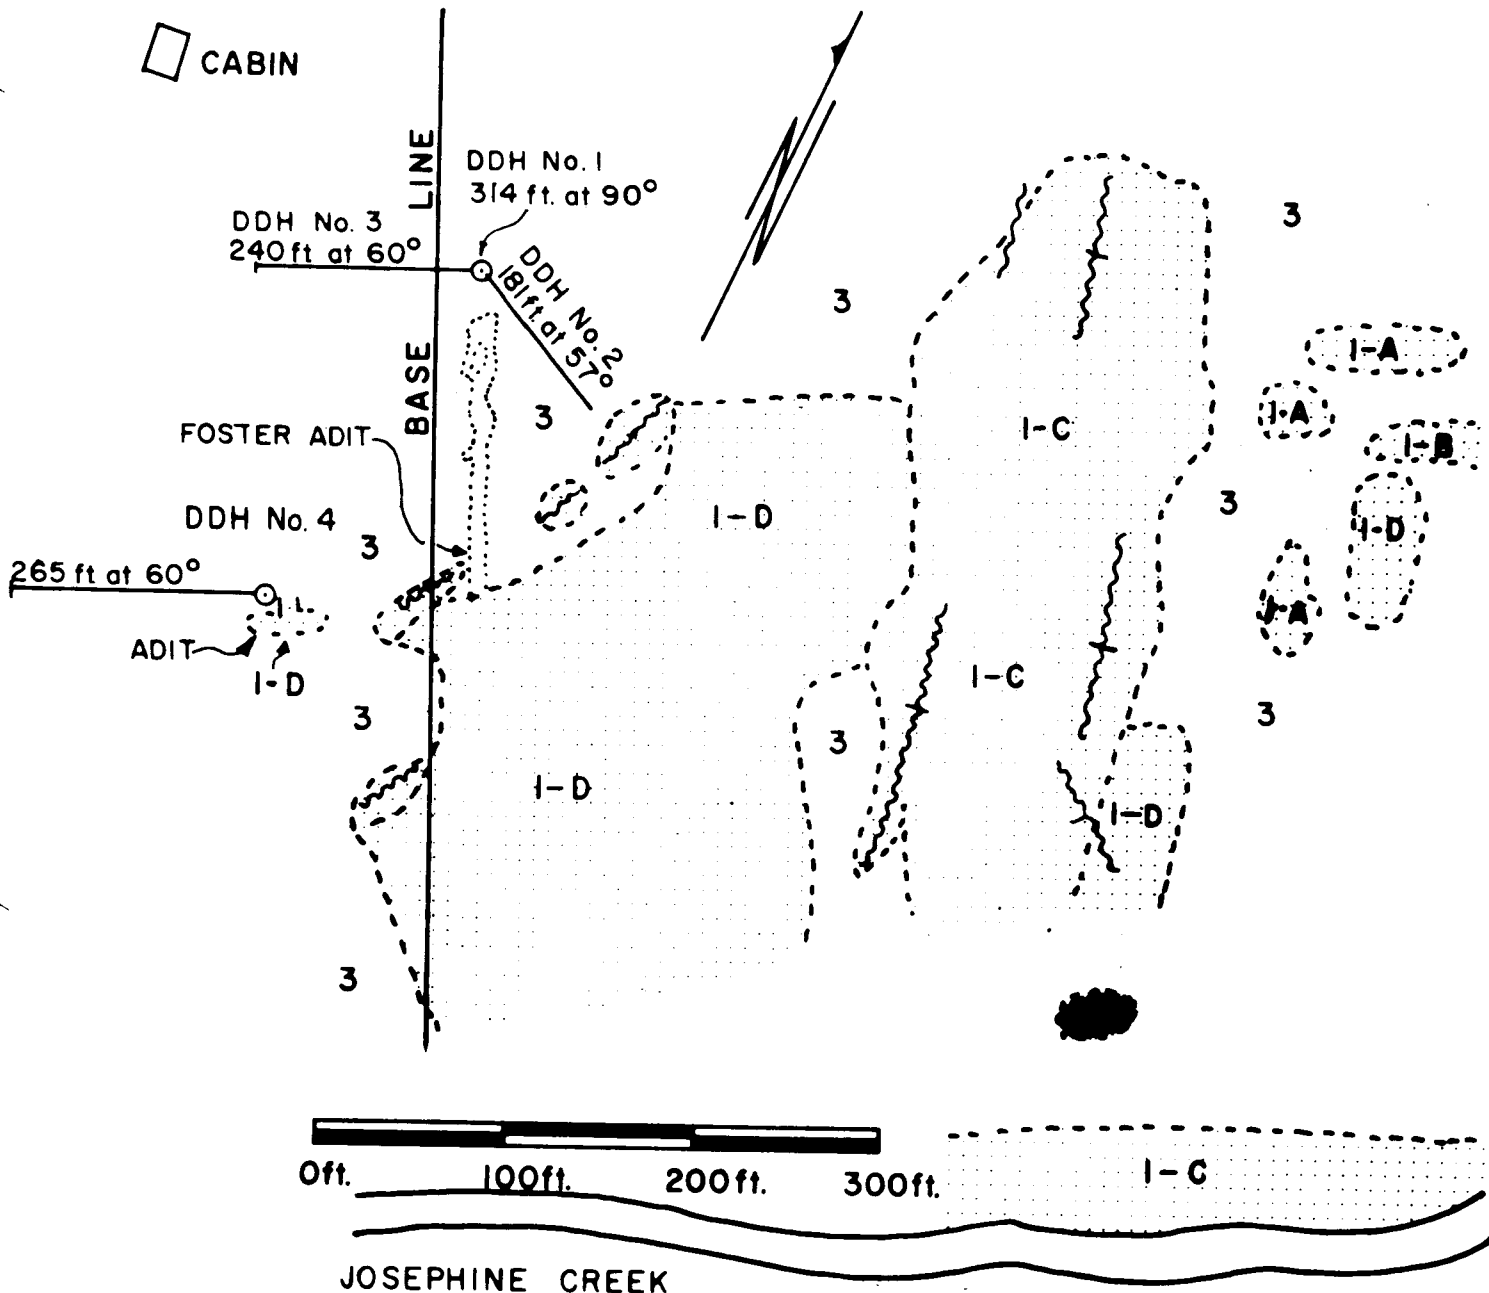 CABIN
BASE LINE
DDH No. 1
314 ft. at 90°
DDH No. 3
240 ft at 60°
DDH No. 2
181 ft. at 57°
3
3
1-A
3
1-A
1-C
1-B
FOSTER ADIT
3
1-D
1-D
DDH No. 4
3
265 ft at 60°
1-A
ADIT
1-D
1-C
3
3
3
1-D
1-D
3
0ft. 100ft. 200ft. 300ft.
1-C
JOSEPHINE CREEK